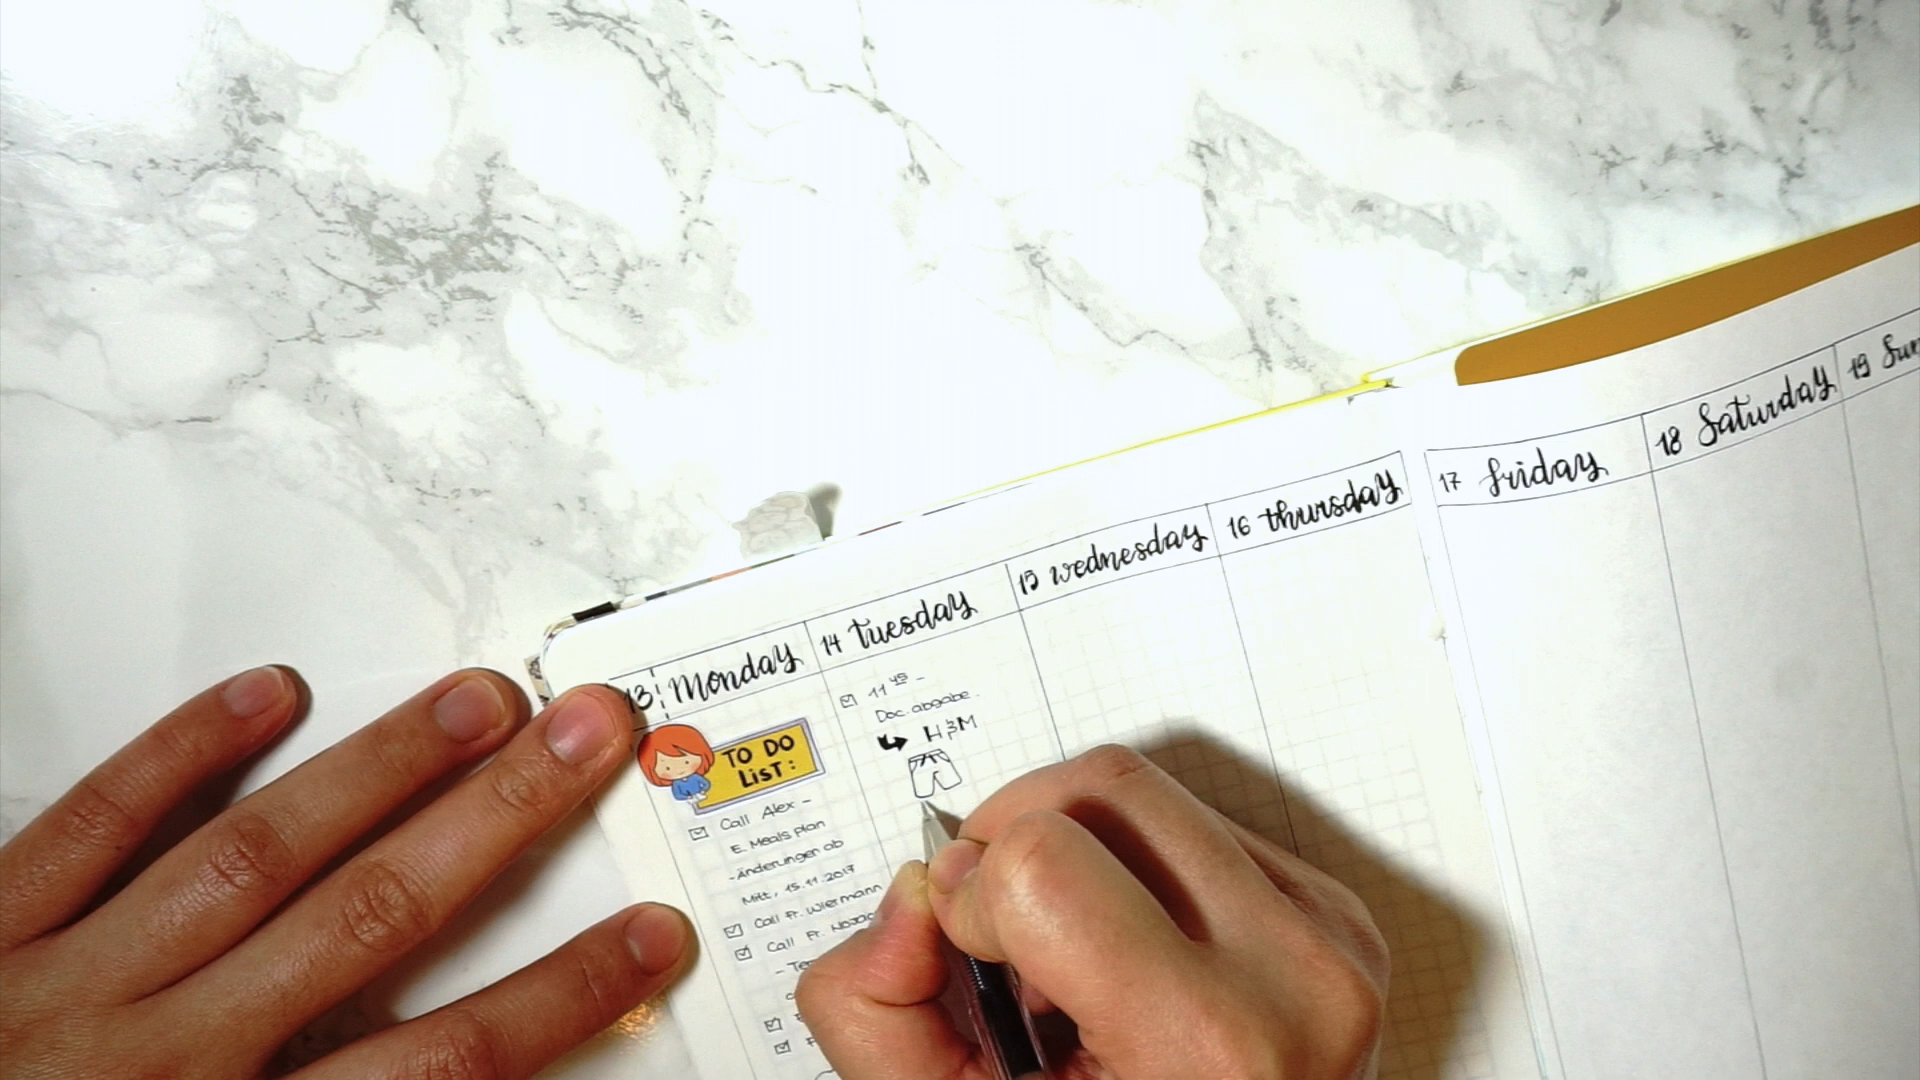 13 Monday
14 Tuesday
15 wednesday
16 thursday
17 friday
18 Saturday
19 Sun
TO DO
LIST:
Call Alex -
E. Meals plan
-änderungen ab
Mitt, 15.11.2017
Call Fr. Wiermann
Call Fr.
11 45 -
Doc. abgabe.
H&M